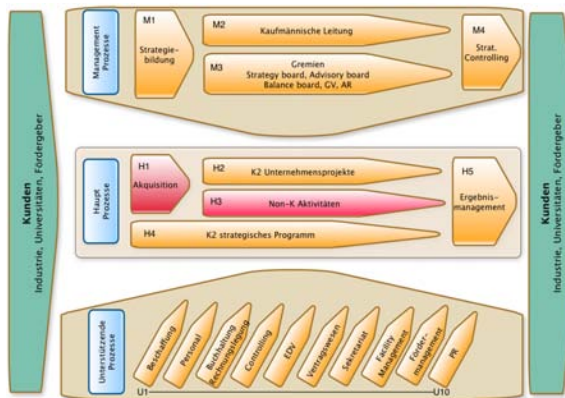 Kunden
Industrie, Universitäten, Fördergeber
Management
Prozesse
M1
Strategie-
bildung
M2
Kaufmännische Leitung
M3
Gremien
Strategy board, Advisory board
Balance board, GV, AR
M4
Strat.
Controlling
Haupt
Prozesse
H1
Akquisition
H2
K2 Unternehmensprojekte
H3
Non-K Aktivitäten
H4
K2 strategisches Programm
H5
Ergebnis-
management
Unterstützende
Prozesse
Beschaffung
Personal
Buchhaltung
Rechnungslegung
Controlling
EDV
Vertragswesen
Sekretariat
Facility
Management
Förder-
management
PR
U1
U10
Kunden
Industrie, Universitäten, Fördergeber